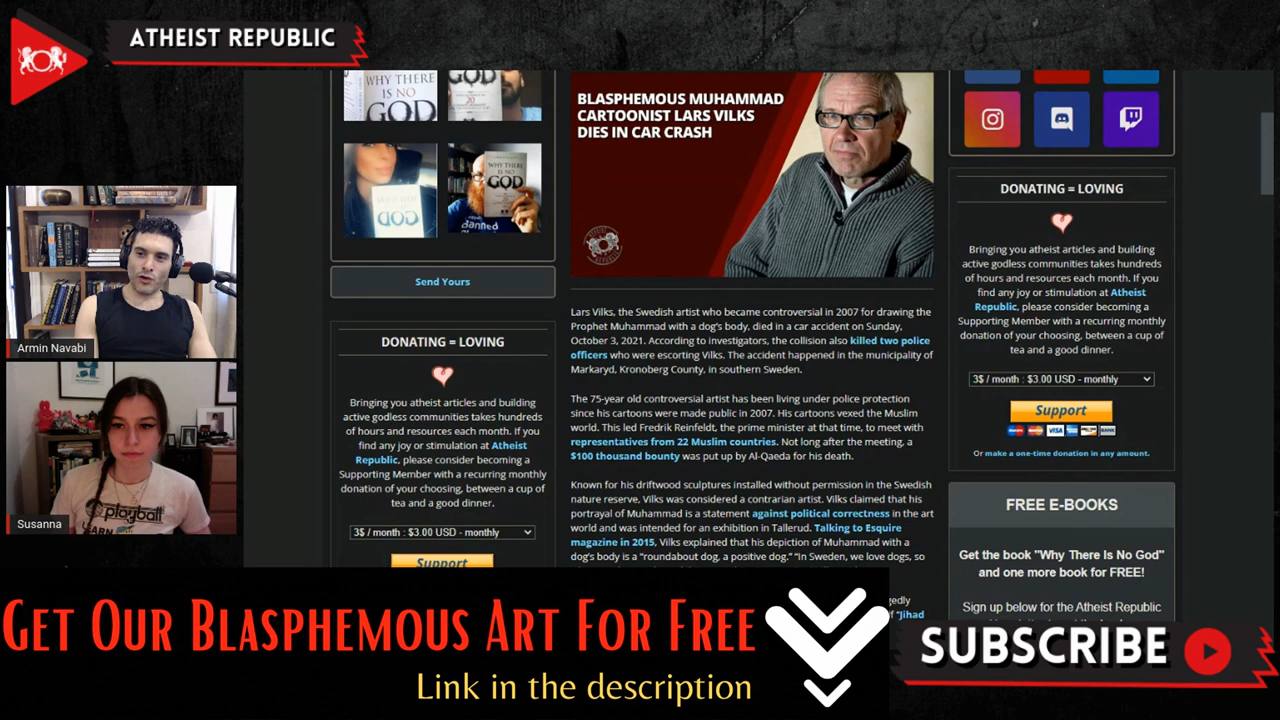 ATHEIST REPUBLIC
WHY THERE
IS NO
GOD
GOD
20
WHY THERE
IS NO
GOD
GOD
Banned
Send Yours
DONATING = LOVING
Bringing you atheist articles and building
active godless communities takes hundreds
of hours and resources each month. If you
find any joy or stimulation at Atheist
Republic, please consider becoming a
Supporting Member with a recurring monthly
donation of your choosing, between a cup of
tea and a good dinner.
3$ / month : $3.00 USD - monthly
Support
BLASPHEMOUS MUHAMMAD
CARTOONIST LARS VILKS
DIES IN CAR CRASH
Lars Vilks, the Swedish artist who became controversial in 2007 for drawing the
Prophet Muhammad with a dog's body, died in a car accident on Sunday,
October 3, 2021. According to investigators, the collision also killed two police
officers who were escorting Vilks. The accident happened in the municipality of
Markaryd, Kronoberg County, in southern Sweden.
The 75-year old controversial artist has been living under police protection
since his cartoons were made public in 2007. His cartoons vexed the Muslim
world. This led Fredrik Reinfeldt, the prime minister at that time, to meet with
representatives from 22 Muslim countries. Not long after the meeting, a
$100 thousand bounty was put up by Al-Qaeda for his death.
Known for his driftwood sculptures installed without permission in the Swedish
nature reserve, Vilks was considered a contrarian artist. Vilks claimed that his
portrayal of Muhammad is a statement against political correctness in the art
world and was intended for an exhibition in Tallerud. Talking to Esquire
magazine in 2015, Vilks explained that his depiction of Muhammad with a
dog's body is a "roundabout dog, a positive dog." "In Sweden, we love dogs, so
gedly
f "Jihad
DONATING = LOVING
Bringing you atheist articles and building
active godless communities takes hundreds
of hours and resources each month. If you
find any joy or stimulation at Atheist
Republic, please consider becoming a
Supporting Member with a recurring monthly
donation of your choosing, between a cup of
tea and a good dinner.
3$ / month : $3.00 USD - monthly
Support
VISA
BANK
Or make a one-time donation in any amount.
FREE E-BOOKS
Get the book "Why There Is No God"
and one more book for FREE!
Sign up below for the Atheist Republic
Armin Navabi
Susanna
playball
LEARN
GET OUR BLASPHEMOUS ART FOR FREE
Link in the description
SUBSCRIBE